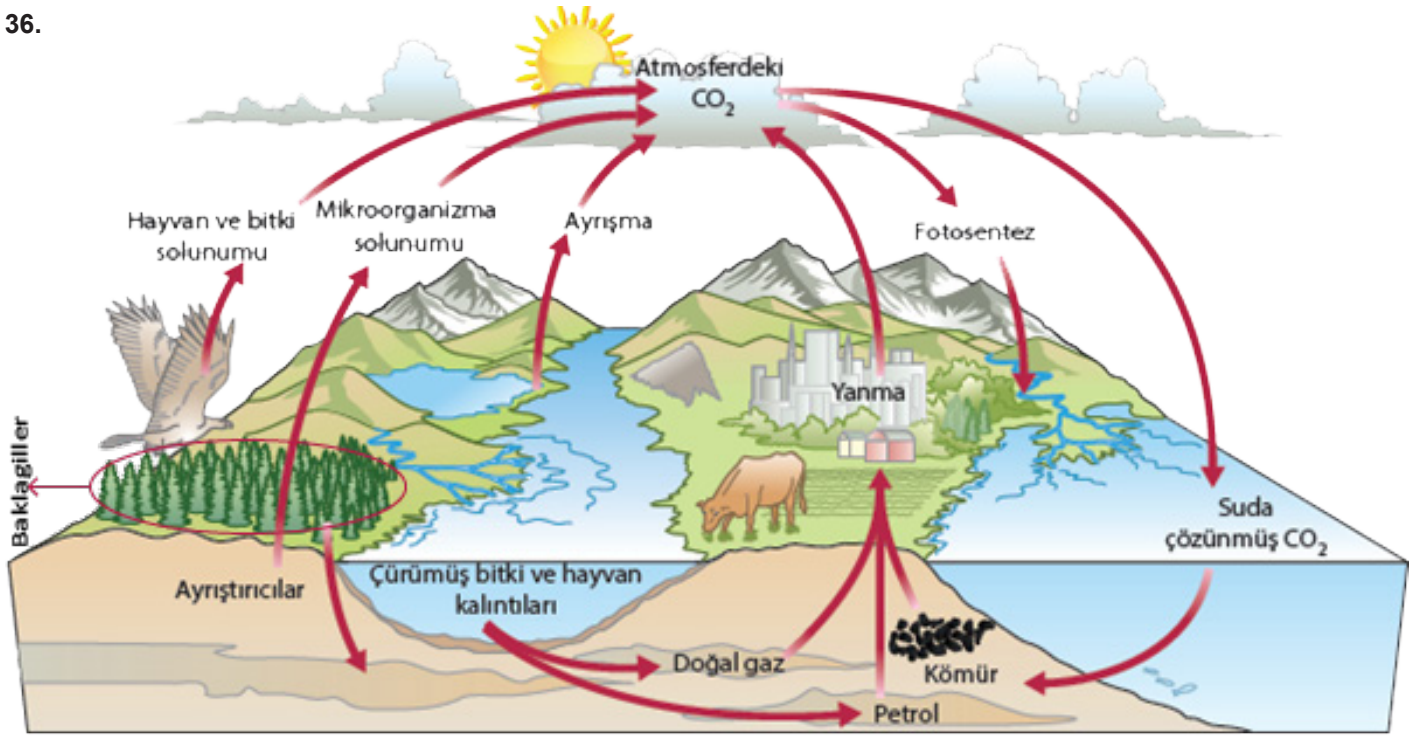 36.
Atmosferdeki
CO₂
Hayvan ve bitki
solunumu
Mikroorganizma
solunumu
Ayrışma
Fotosentez
Yanma
Baklagiller
Suda
çözünmüş CO₂
Ayrıştırıcılar
Çürümüş bitki ve hayvan
kalıntıları
Doğal gaz
Kömür
Petrol